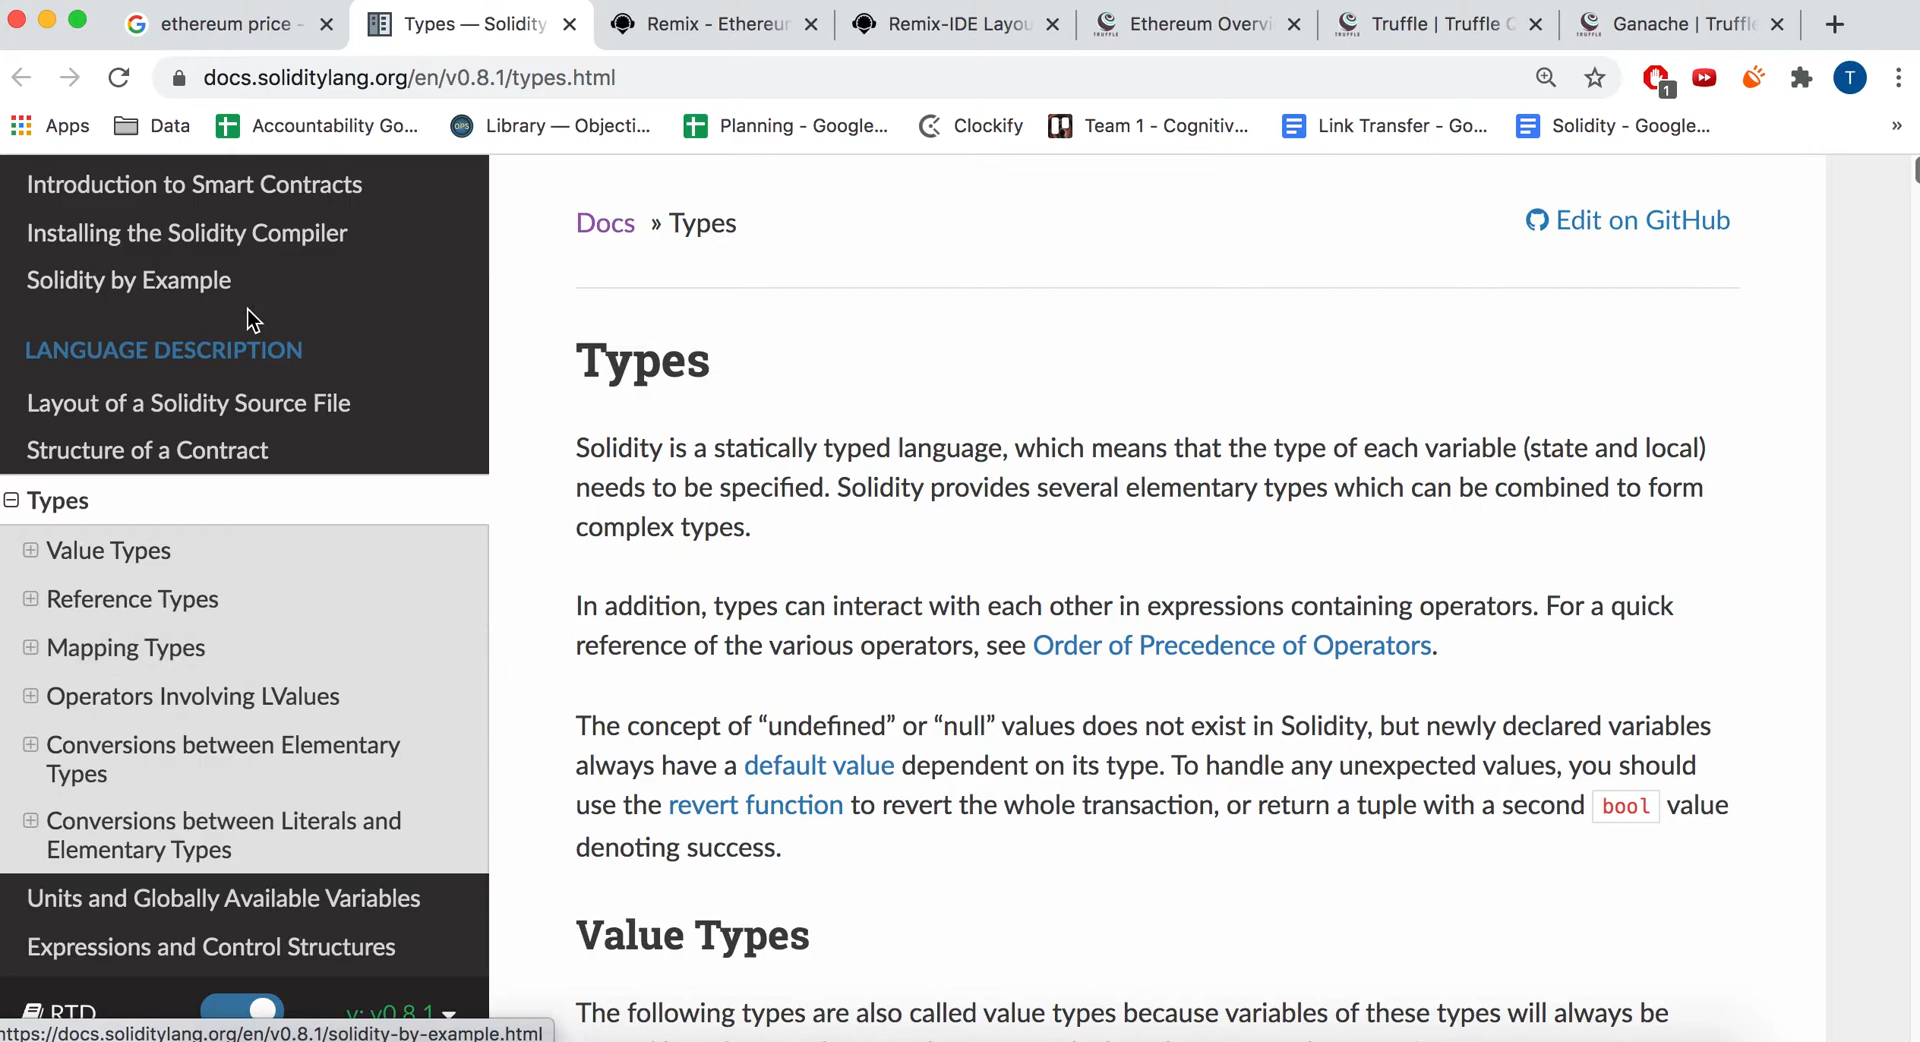 ethereum price -
Types — Solidity
Remix - Ethereu
Remix-IDE Layou
Ethereum Overvi
Truffle | Truffle
Ganache | Truffle
docs.soliditylang.org/en/v0.8.1/types.html
1
T
Apps
Data
Accountability Go...
OPS
Library — Objecti...
Planning - Google...
Clockify
Team 1 - Cognitiv...
Link Transfer - Go...
Solidity - Google...
»
Introduction to Smart Contracts
Installing the Solidity Compiler
Solidity by Example
LANGUAGE DESCRIPTION
Layout of a Solidity Source File
Structure of a Contract
Types
Value Types
Reference Types
Mapping Types
Operators Involving LValues
Conversions between Elementary
Types
Conversions between Literals and
Elementary Types
Units and Globally Available Variables
Expressions and Control Structures
RTD
v: v0.8.1
https://docs.soliditylang.org/en/v0.8.1/solidity-by-example.html
Docs » Types
Edit on GitHub
Types
Solidity is a statically typed language, which means that the type of each variable (state and local)
needs to be specified. Solidity provides several elementary types which can be combined to form
complex types.
In addition, types can interact with each other in expressions containing operators. For a quick
reference of the various operators, see Order of Precedence of Operators.
The concept of “undefined” or “null” values does not exist in Solidity, but newly declared variables
always have a default value dependent on its type. To handle any unexpected values, you should
use the revert function to revert the whole transaction, or return a tuple with a second bool value
denoting success.
Value Types
The following types are also called value types because variables of these types will always be